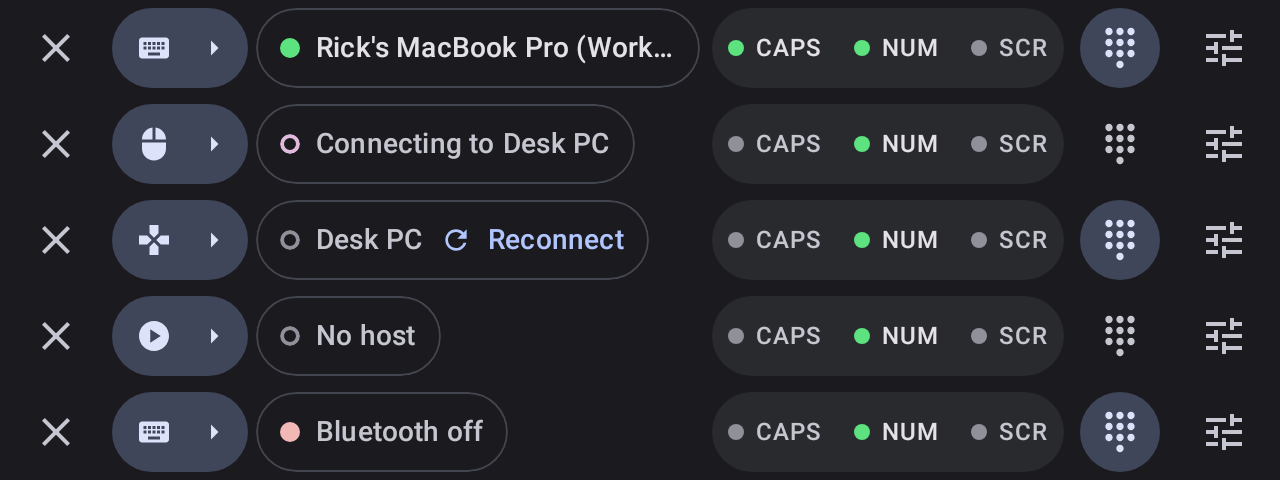 Rick's MacBook Pro (Work… CAPS NUM SCR
Connecting to Desk PC CAPS NUM SCR
Desk PC Reconnect CAPS NUM SCR
No host CAPS NUM SCR
Bluetooth off CAPS NUM SCR